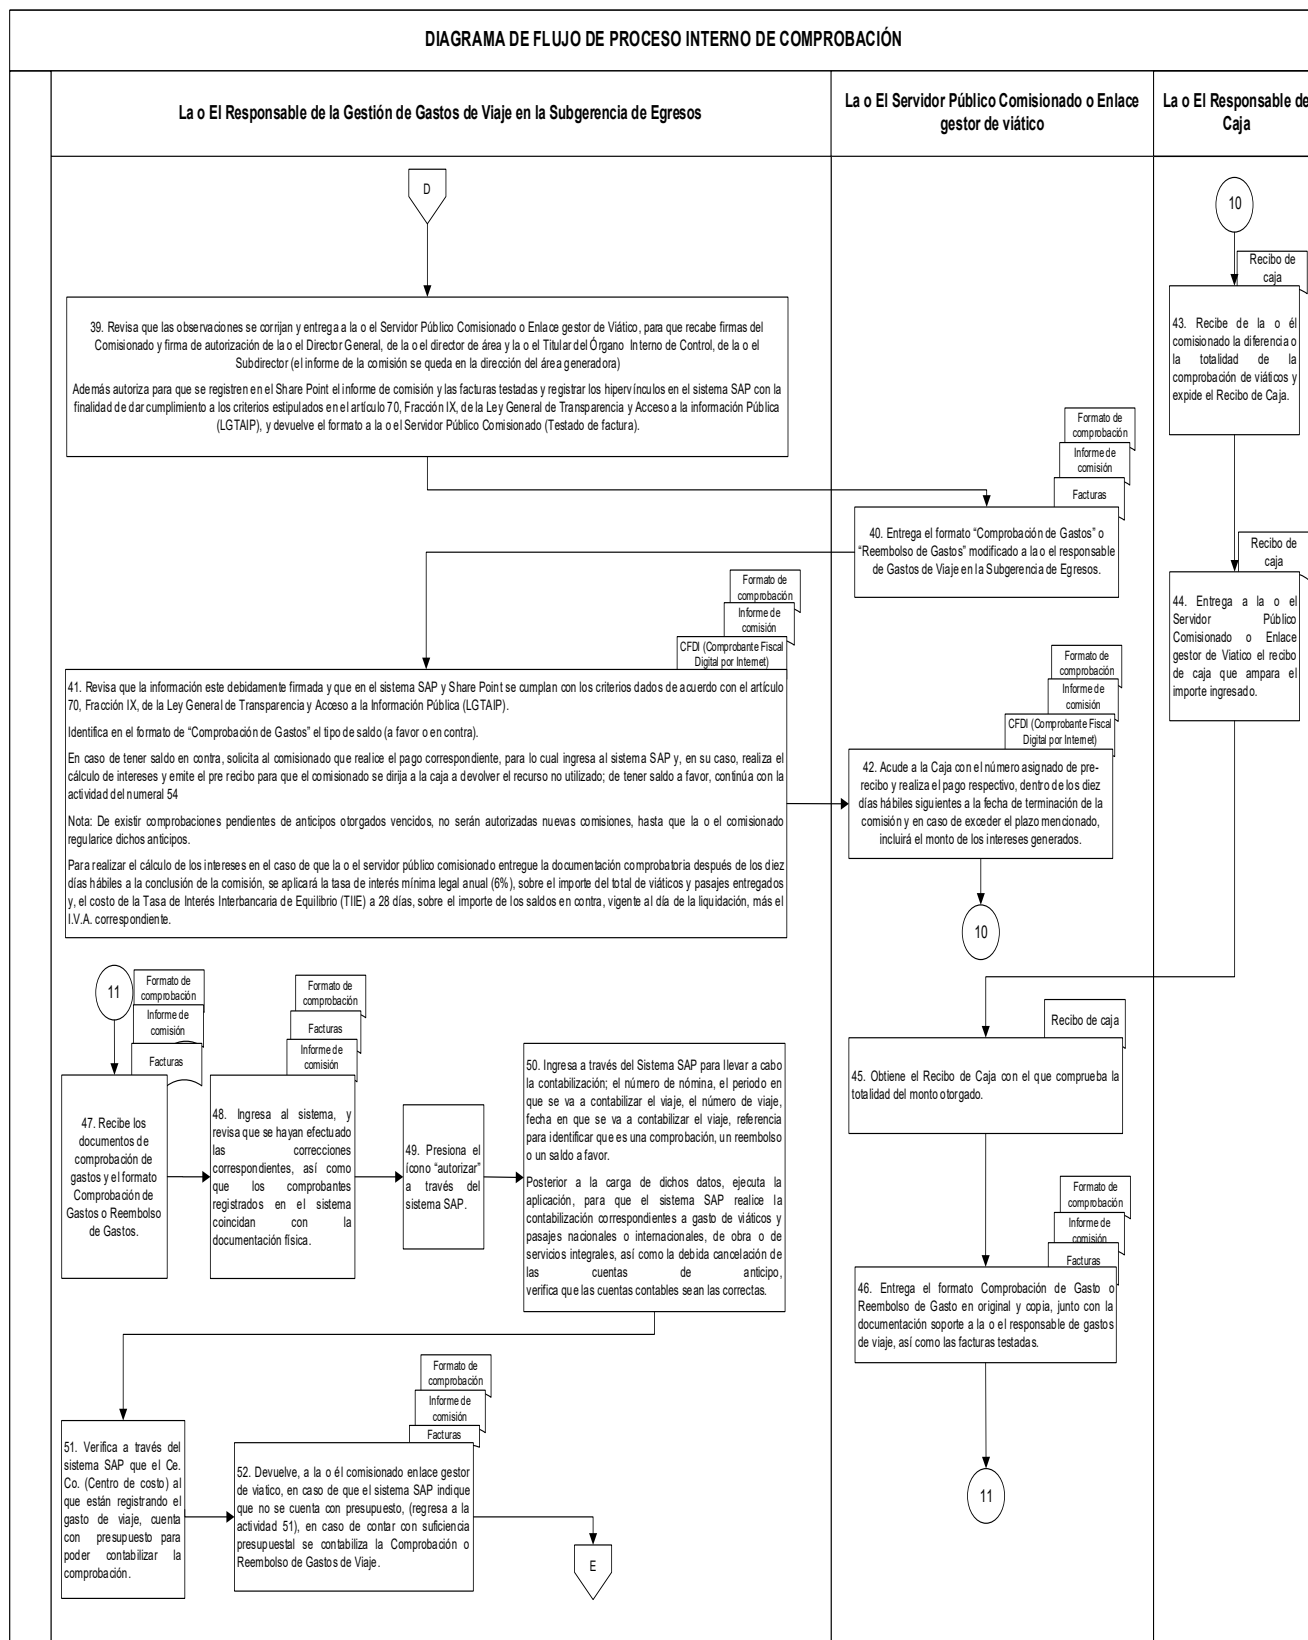 DIAGRAMA DE FLUJO DE PROCESO INTERNO DE COMPROBACIÓN
La o El Responsable de la Gestión de Gastos de Viaje en la Subgerencia de Egresos
La o El Servidor Público Comisionado o Enlace
gestor de viático
La o El Responsable de
Caja
D
39. Revisa que las observaciones se corrijan y entrega a la o el Servidor Público Comisionado o Enlace gestor de Viático, para que recabe firmas del
Comisionado y firma de autorización de la o el Director General, de la o el director de área y la o el Titular del Órgano Interno de Control, de la o el
Subdirector (el informe de la comisión se queda en la dirección del área generadora)
Además autoriza para que se registren en el Share Point el informe de comisión y las facturas testadas y registrar los hipervínculos en el sistema SAP con la
finalidad de dar cumplimiento a los criterios estipulados en el artículo 70, Fracción IX, de la Ley General de Transparencia y Acceso a la información Pública
(LGTAIP), y devuelve el formato a la o el Servidor Público Comisionado (Testado de factura).
Formato de
comprobación
Informe de
comisión
Facturas
40. Entrega el formato “Comprobación de Gastos” o
“Reembolso de Gastos” modificado a la o el responsable
de Gastos de Viaje en la Subgerencia de Egresos.
Formato de
comprobación
Informe de
comisión
CFDI (Comprobante Fiscal
Digital por Internet)
41. Revisa que la información este debidamente firmada y que en el sistema SAP y Share Point se cumplan con los criterios dados de acuerdo con el artículo
70, Fracción IX, de la Ley General de Transparencia y Acceso a la Información Pública (LGTAIP).
Identifica en el formato de “Comprobación de Gastos” el tipo de saldo (a favor o en contra).
En caso de tener saldo en contra, solicita al comisionado que realice el pago correspondiente, para lo cual ingresa al sistema SAP y, en su caso, realiza el
cálculo de intereses y emite el pre recibo para que el comisionado se dirija a la caja a devolver el recurso no utilizado; de tener saldo a favor, continúa con la
actividad del numeral 54
Nota: De existir comprobaciones pendientes de anticipos otorgados vencidos, no serán autorizadas nuevas comisiones, hasta que la o el comisionado
regularice dichos anticipos.
Para realizar el cálculo de los intereses en el caso de que la o el servidor público comisionado entregue la documentación comprobatoria después de los diez
días hábiles a la conclusión de la comisión, se aplicará la tasa de interés mínima legal anual (6%), sobre el importe del total de viáticos y pasajes entregados
y, el costo de la Tasa de Interés Interbancaria de Equilibrio (TIIE) a 28 días, sobre el importe de los saldos en contra, vigente al día de la liquidación, más el
I.V.A. correspondiente.
Formato de
comprobación
Informe de
comisión
CFDI (Comprobante Fiscal
Digital por Internet)
42. Acude a la Caja con el número asignado de pre-
recibo y realiza el pago respectivo, dentro de los diez
días hábiles siguientes a la fecha de terminación de la
comisión y en caso de exceder el plazo mencionado,
incluirá el monto de los intereses generados.
10
10
Recibo de
caja
43. Recibe de la o él
comisionado la diferencia o
la totalidad de la
comprobación de viáticos y
expide el Recibo de Caja.
Recibo de
caja
44. Entrega a la o el
Servidor Público
Comisionado o Enlace
gestor de Viatico el recibo
de caja que ampara el
importe ingresado.
Recibo de caja
45. Obtiene el Recibo de Caja con el que comprueba la
totalidad del monto otorgado.
Formato de
comprobación
Informe de
comisión
Facturas
46. Entrega el formato Comprobación de Gasto o
Reembolso de Gasto en original y copia, junto con la
documentación soporte a la o el responsable de gastos
de viaje, así como las facturas testadas.
11
11
Formato de
comprobación
Informe de
comisión
Facturas
47. Recibe los
documentos de
comprobación de
gastos y el formato
Comprobación de
Gastos o Reembolso
de Gastos.
Formato de
comprobación
Facturas
Informe de
comisión
48. Ingresa al sistema, y
revisa que se hayan efectuado
las correcciones
correspondientes, así como
que los comprobantes
registrados en el sistema
coincidan con la
documentación física.
49. Presiona el
ícono “autorizar”
a través del
sistema SAP.
50. Ingresa a través del Sistema SAP para llevar a cabo
la contabilización; el número de nómina, el periodo en
que se va a contabilizar el viaje, el número de viaje,
fecha en que se va a contabilizar el viaje, referencia
para identificar que es una comprobación, un reembolso
o un saldo a favor.
Posterior a la carga de dichos datos, ejecuta la
aplicación, para que el sistema SAP realice la
contabilización correspondientes a gasto de viáticos y
pasajes nacionales o internacionales, de obra o de
servicios integrales, así como la debida cancelación de
las cuentas de anticipo,
verifica que las cuentas contables sean las correctas.
51. Verifica a través del
sistema SAP que el Ce.
Co. (Centro de costo) al
que están registrando el
gasto de viaje, cuenta
con presupuesto para
poder contabilizar la
comprobación.
Formato de
comprobación
Informe de
comisión
Facturas
52. Devuelve, a la o él comisionado enlace gestor
de viatico, en caso de que el sistema SAP indique
que no se cuenta con presupuesto, (regresa a la
actividad 51), en caso de contar con suficiencia
presupuestal se contabiliza la Comprobación o
Reembolso de Gastos de Viaje.
E